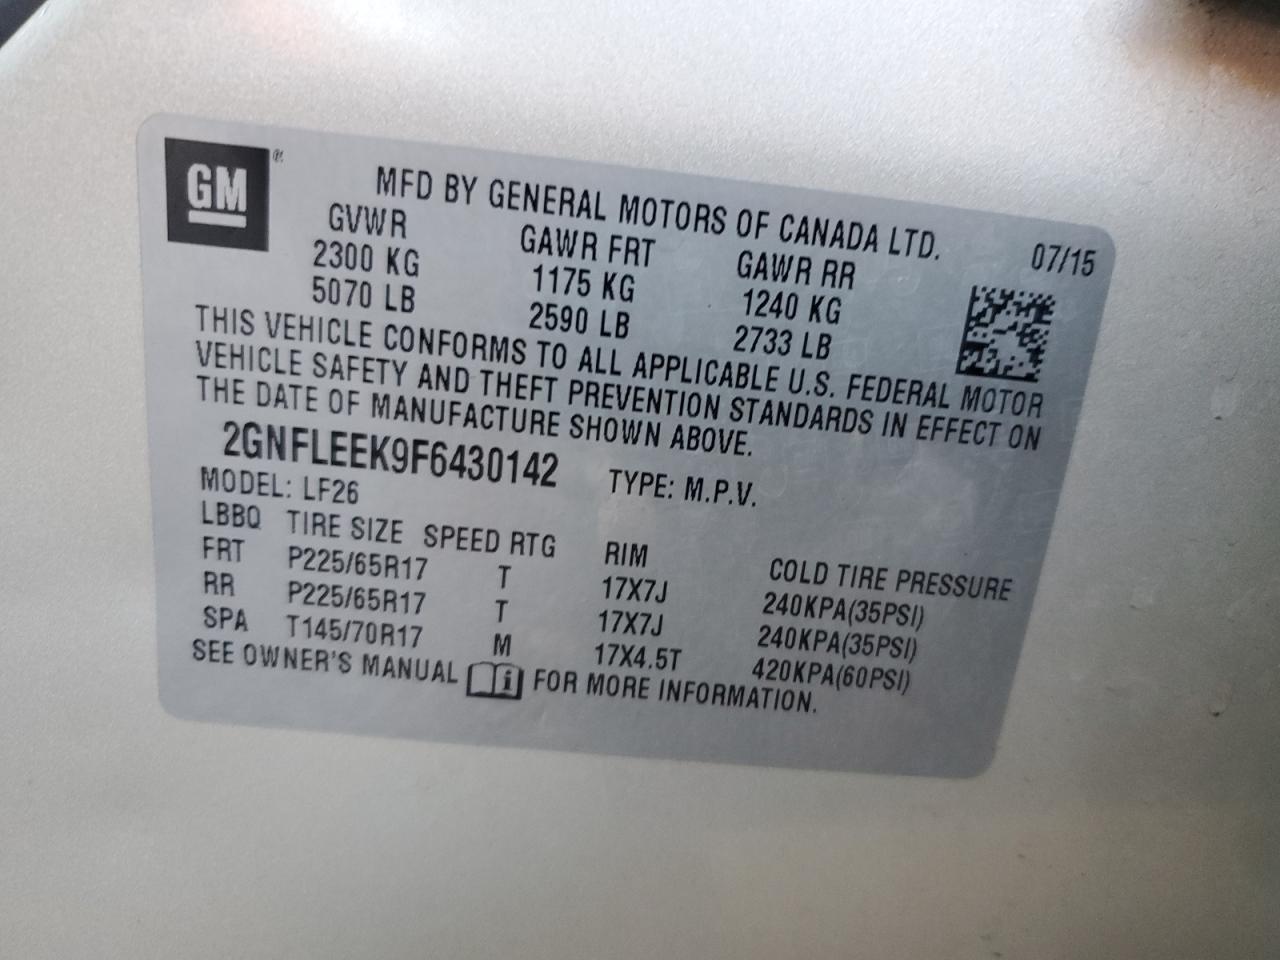 GM
MFD BY GENERAL MOTORS OF CANADA LTD.
07/15
GVWR GAWR FRT GAWR RR
2300 KG 1175 KG 1240 KG
5070 LB 2590 LB 2733 LB
THIS VEHICLE CONFORMS TO ALL APPLICABLE U.S. FEDERAL MOTOR
VEHICLE SAFETY AND THEFT PREVENTION STANDARDS IN EFFECT ON
THE DATE OF MANUFACTURE SHOWN ABOVE.
2GNFLEEK9F6430142 TYPE: M.P.V.
MODEL: LF26
LBBQ TIRE SIZE SPEED RTG RIM COLD TIRE PRESSURE
FRT P225/65R17 T 17X7J 240KPA(35PSI)
RR P225/65R17 T 17X7J 240KPA(35PSI)
SPA T145/70R17 M 17X4.5T 420KPA(60PSI)
SEE OWNER'S MANUAL FOR MORE INFORMATION.